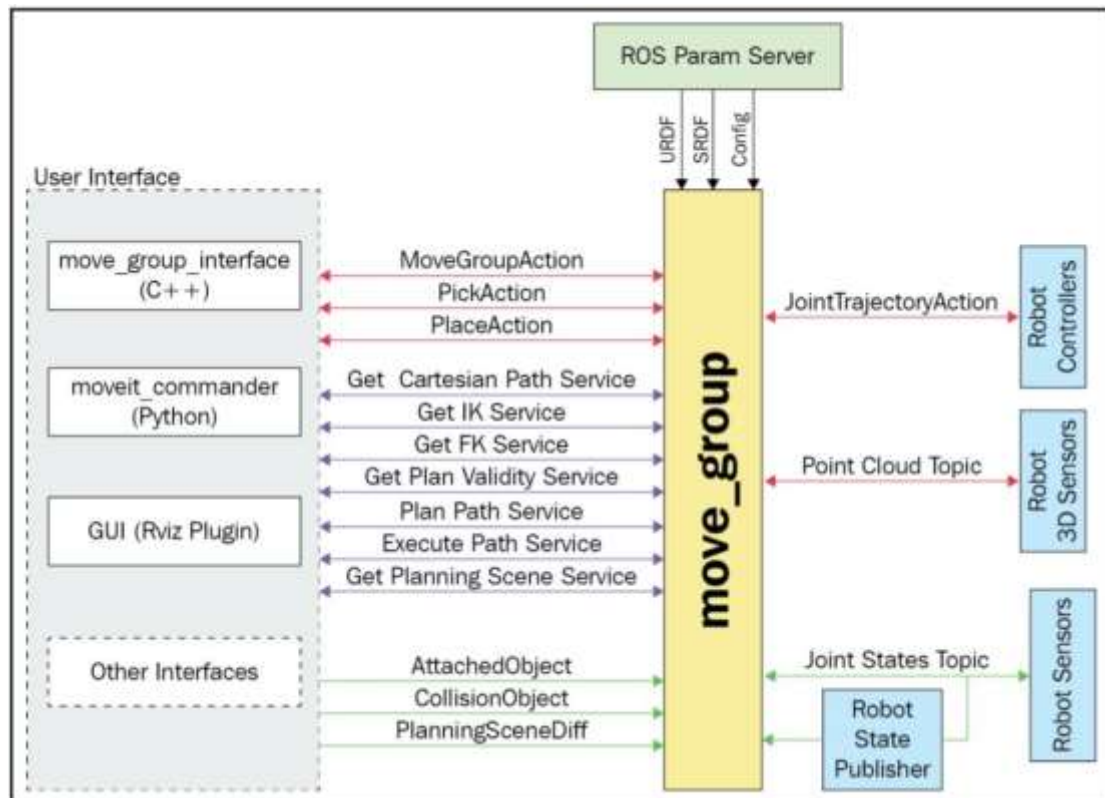 ROS Param Server
URDF
SRDF
Config
User Interface
move_group_interface
(C++)
moveit_commander
(Python)
GUI (Rviz Plugin)
Other Interfaces
MoveGroupAction
PickAction
PlaceAction
Get Cartesian Path Service
Get IK Service
Get FK Service
Get Plan Validity Service
Plan Path Service
Execute Path Service
Get Planning Scene Service
AttachedObject
CollisionObject
PlanningSceneDiff
move_group
JointTrajectoryAction
Point Cloud Topic
Joint States Topic
Robot
Controllers
Robot
3D Sensors
Robot Sensors
Robot
State
Publisher